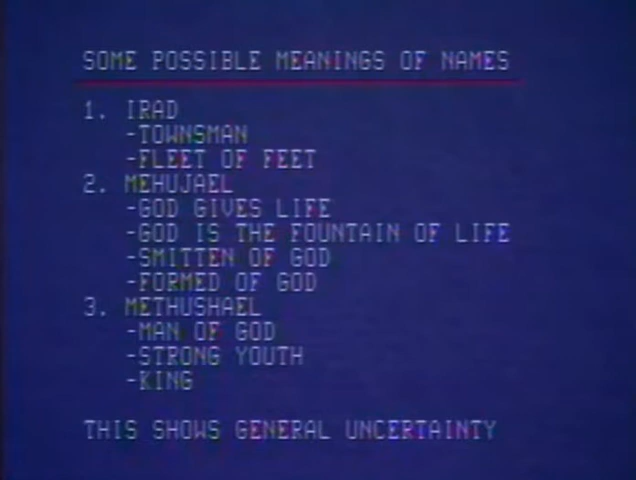 SOME POSSIBLE MEANINGS OF NAMES
1. IRAD
-TOWNSMAN
-FLEET OF FEET
2. MEHUJAEL
-GOD GIVES LIFE
-GOD IS THE FOUNTAIN OF LIFE
-SMITTEN OF GOD
-FORMED OF GOD
3. METHUSHAEL
-MAN OF GOD
-STRONG YOUTH
-KING
THIS SHOWS GENERAL UNCERTAINTY